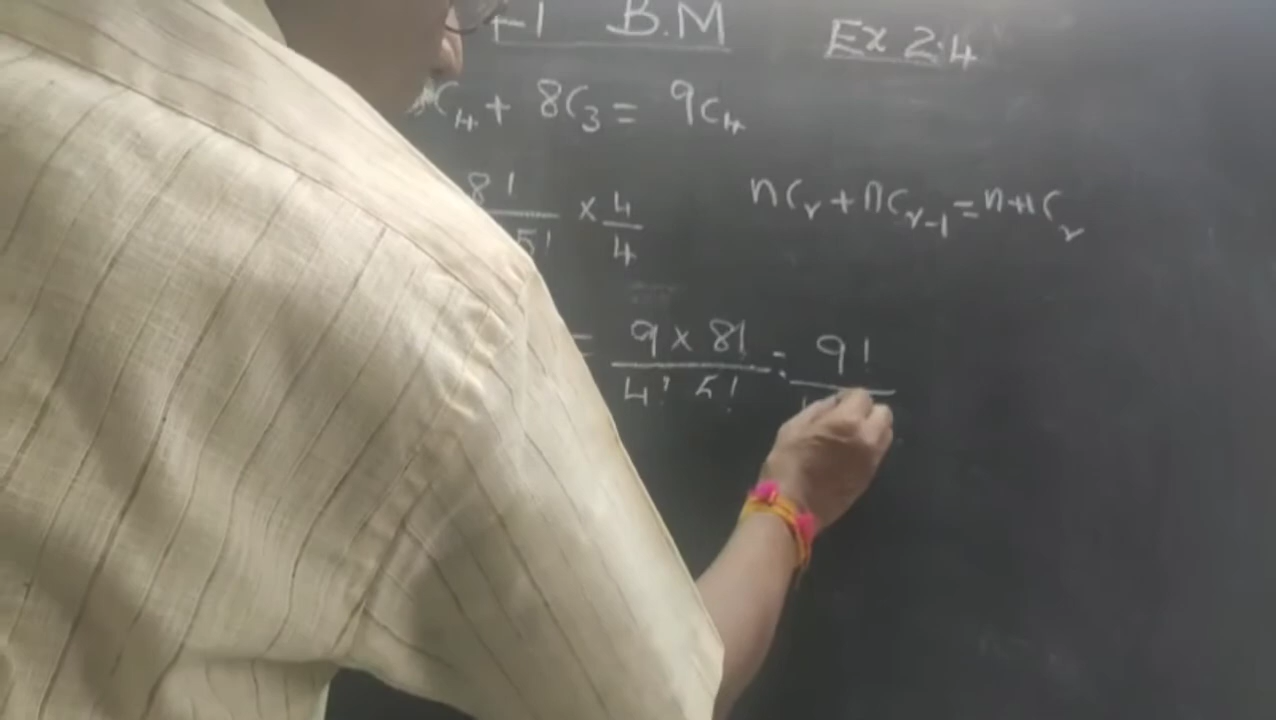 -1 B.M Ex 2.4
C₄ + 8C₃ = 9C₄
8! / 5! × 4/4
nCᵣ + nCᵣ₋₁ = n+1Cᵣ
= 9 × 8! / 4! 5! = 9!